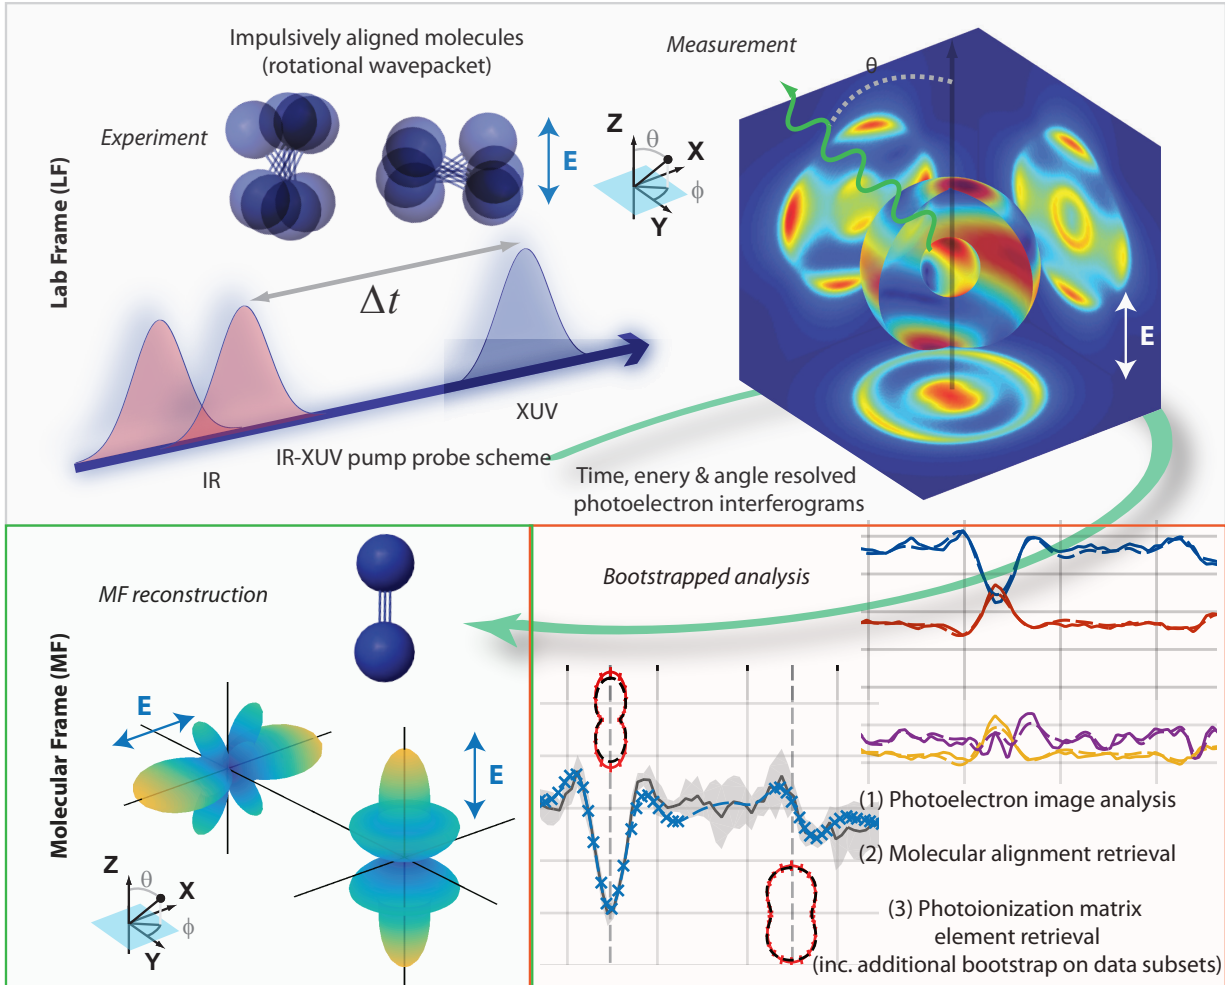 Impulsively aligned molecules
(rotational wavepacket)
Measurement
θ
Experiment
E
Z
θ
X
ϕ
Y
Lab Frame (LF)
Δt
E
XUV
IR-XUV pump probe scheme
IR
Time, enery & angle resolved
photoelectron interferograms
MF reconstruction
Bootstrapped analysis
Molecular Frame (MF)
E
E
Z
θ
X
ϕ
Y
(1) Photoelectron image analysis
(2) Molecular alignment retrieval
(3) Photoionization matrix
element retrieval
(inc. additional bootstrap on data subsets)